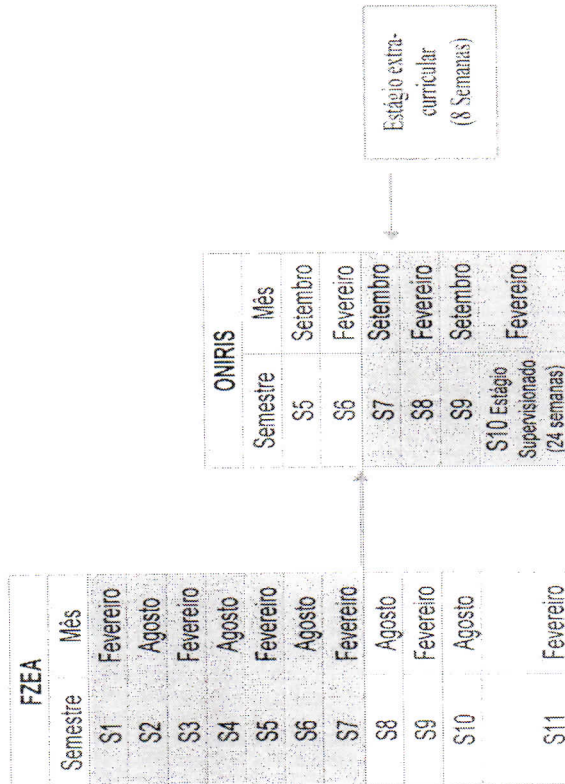 FZEA
Semestre Mês
S1 Fevereiro
S2 Agosto
S3 Fevereiro
S4 Agosto
S5 Fevereiro
S6 Agosto
S7 Fevereiro
S8 Agosto
S9 Fevereiro
S10 Agosto
S11 Fevereiro
ONIRIS
Semestre Mês
S5 Setembro
S6 Fevereiro
S7 Setembro
S8 Fevereiro
S9 Setembro
S10 Estágio
Supervisionado
(24 semanas)
Fevereiro
Estágio extra-
curricular
(8 Semanas)